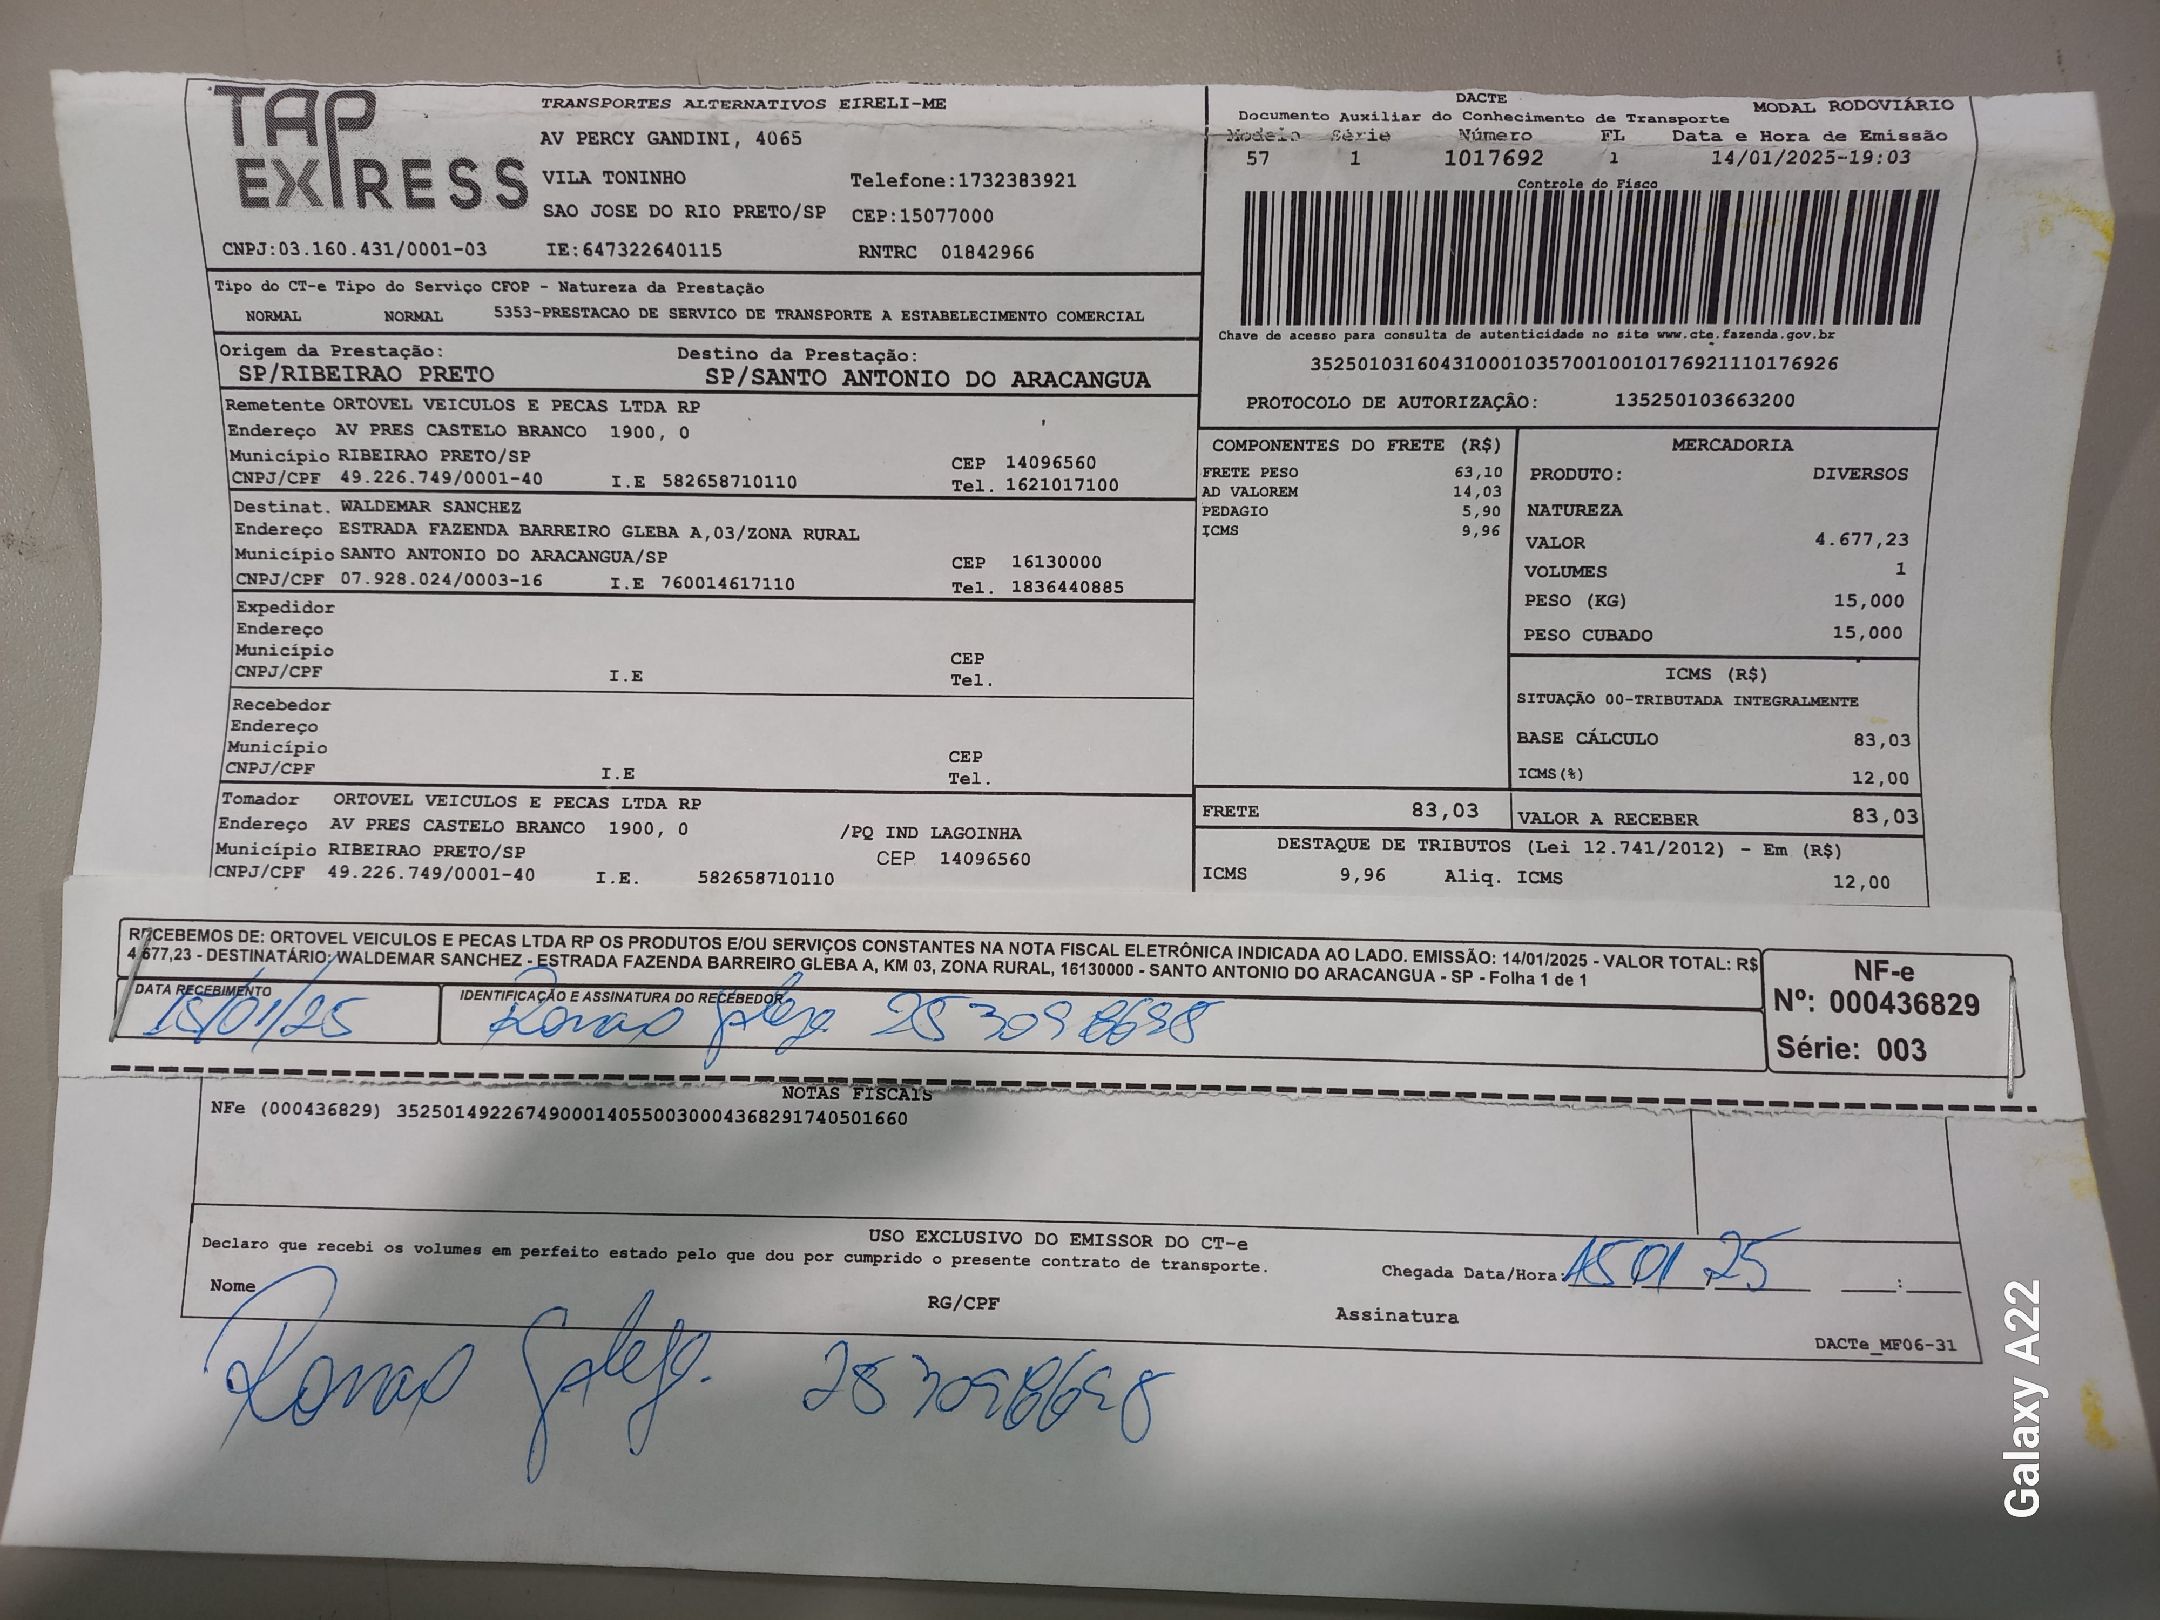 TAP EXPRESS
TRANSPORTES ALTERNATIVOS EIRELI-ME
AV PERCY GANDINI, 4065
VILA TONINHO Telefone:1732383921
SAO JOSE DO RIO PRETO/SP CEP:15077000
CNPJ:03.160.431/0001-03 IE:647322640115 RNTRC 01842966
DACTE MODAL RODOVIÁRIO
Documento Auxiliar do Conhecimento de Transporte
Modelo Série Número FL Data e Hora de Emissão
57 1 1017692 1 14/01/2025-19:03
Controle do Fisco
Chave de acesso para consulta de autenticidade no site www.cte.fazenda.gov.br
35250103160431000103570010010176921110176926
PROTOCOLO DE AUTORIZAÇÃO: 135250103663200
Tipo do CT-e Tipo do Serviço CFOP - Natureza da Prestação
NORMAL NORMAL 5353-PRESTACAO DE SERVICO DE TRANSPORTE A ESTABELECIMENTO COMERCIAL
Origem da Prestação: Destino da Prestação:
SP/RIBEIRAO PRETO SP/SANTO ANTONIO DO ARACANGUA
Remetente ORTOVEL VEICULOS E PECAS LTDA RP
Endereço AV PRES CASTELO BRANCO 1900, 0
Município RIBEIRAO PRETO/SP CEP 14096560
CNPJ/CPF 49.226.749/0001-40 I.E 582658710110 Tel. 1621017100
Destinat. WALDEMAR SANCHEZ
Endereço ESTRADA FAZENDA BARREIRO GLEBA A,03/ZONA RURAL
Município SANTO ANTONIO DO ARACANGUA/SP CEP 16130000
CNPJ/CPF 07.928.024/0003-16 I.E 760014617110 Tel. 1836440885
Expedidor
Endereço
Município CEP
CNPJ/CPF I.E Tel.
Recebedor
Endereço
Município CEP
CNPJ/CPF I.E Tel.
Tomador ORTOVEL VEICULOS E PECAS LTDA RP
Endereço AV PRES CASTELO BRANCO 1900, 0 /PQ IND LAGOINHA
Município RIBEIRAO PRETO/SP CEP 14096560
CNPJ/CPF 49.226.749/0001-40 I.E. 582658710110
COMPONENTES DO FRETE (R$)
FRETE PESO 63,10
AD VALOREM 14,03
PEDAGIO 5,90
ICMS 9,96
MERCADORIA
PRODUTO: DIVERSOS
NATUREZA
VALOR 4.677,23
VOLUMES 1
PESO (KG) 15,000
PESO CUBADO 15,000
ICMS (R$)
SITUAÇÃO 00-TRIBUTADA INTEGRALMENTE
BASE CÁLCULO 83,03
ICMS(%) 12,00
FRETE 83,03 VALOR A RECEBER 83,03
DESTAQUE DE TRIBUTOS (Lei 12.741/2012) - Em (R$)
ICMS 9,96 Aliq. ICMS 12,00
RECEBEMOS DE: ORTOVEL VEICULOS E PECAS LTDA RP OS PRODUTOS E/OU SERVIÇOS CONSTANTES NA NOTA FISCAL ELETRÔNICA INDICADA AO LADO. EMISSÃO: 14/01/2025 - VALOR TOTAL: R$
4.677,23 - DESTINATÁRIO: WALDEMAR SANCHEZ - ESTRADA FAZENDA BARREIRO GLEBA A, KM 03, ZONA RURAL, 16130000 - SANTO ANTONIO DO ARACANGUA - SP - Folha 1 de 1
DATA RECEBIMENTO IDENTIFICAÇÃO E ASSINATURA DO RECEBEDOR
15/01/25
NF-e
Nº: 000436829
Série: 003
NOTAS FISCAIS
NFe (000436829) 35250149226749000140550030004368291740501660
USO EXCLUSIVO DO EMISSOR DO CT-e
Declaro que recebi os volumes em perfeito estado pelo que dou por cumprido o presente contrato de transporte.
Chegada Data/Hora: 15 01 25 :
Nome RG/CPF Assinatura
DACTe_MF06-31
Galaxy A22